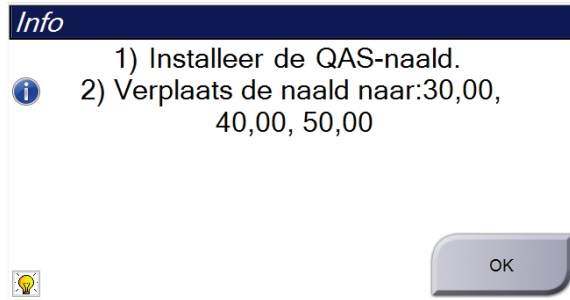 Info
1) Installeer de QAS-naald.
2) Verplaats de naald naar:30,00,
40,00, 50,00
OK